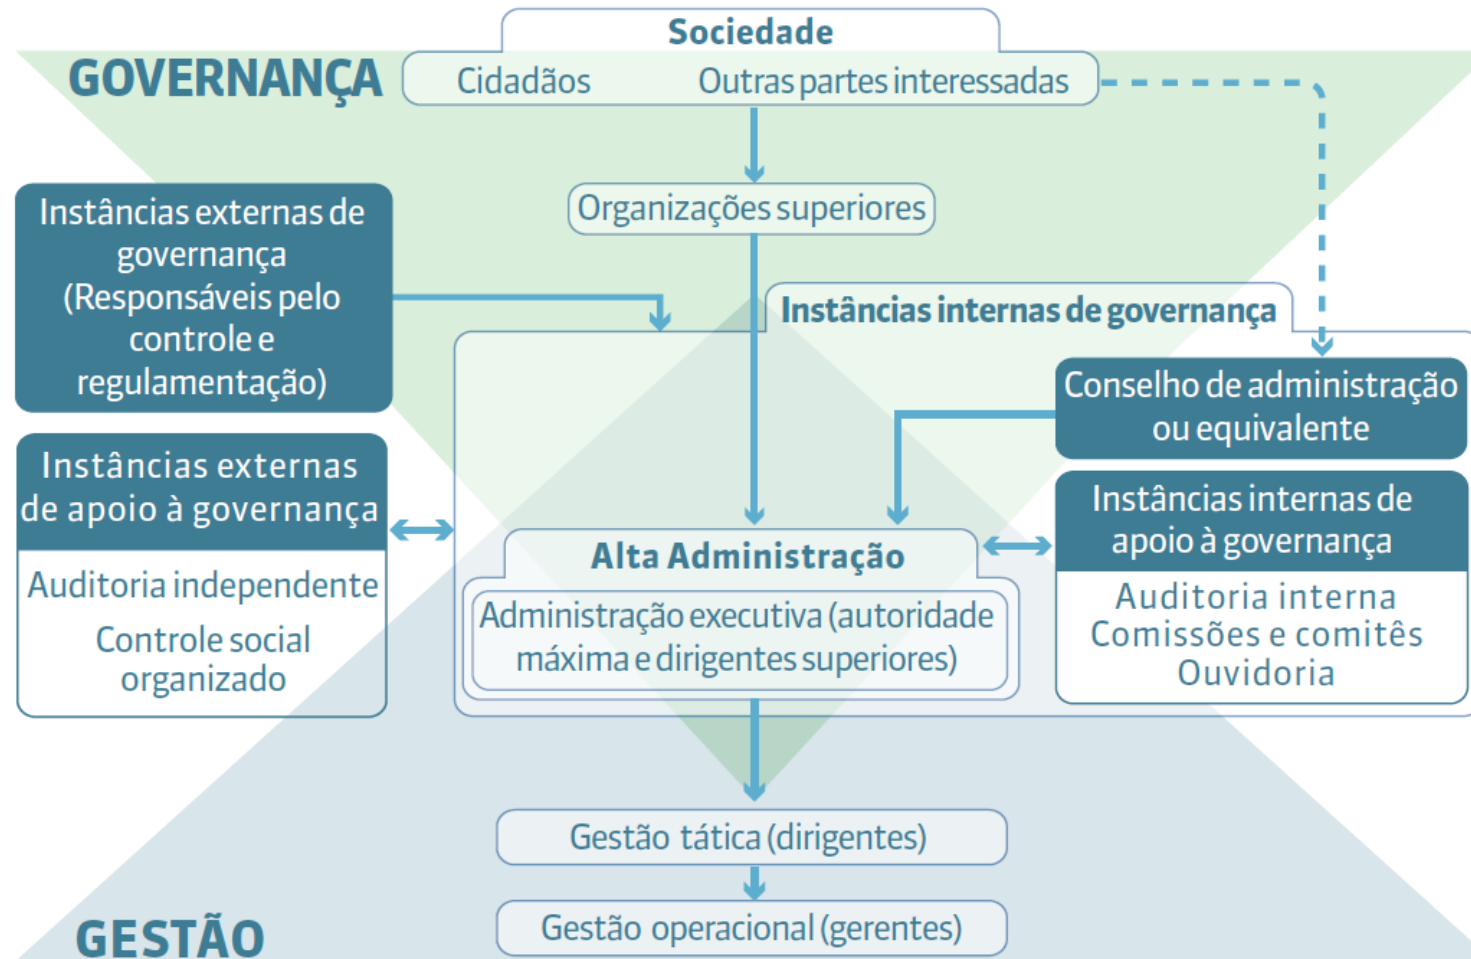 Sociedade
GOVERNANÇA
Cidadãos
Outras partes interessadas
Organizações superiores
Instâncias externas de
governança
(Responsáveis pelo
controle e
regulamentação)
Instâncias internas de governança
Conselho de administração
ou equivalente
Instâncias externas
de apoio à governança
Auditoria independente
Controle social
organizado
Alta Administração
Administração executiva (autoridade
máxima e dirigentes superiores)
Instâncias internas de
apoio à governança
Auditoria interna
Comissões e comitês
Ouvidoria
Gestão tática (dirigentes)
Gestão operacional (gerentes)
GESTÃO